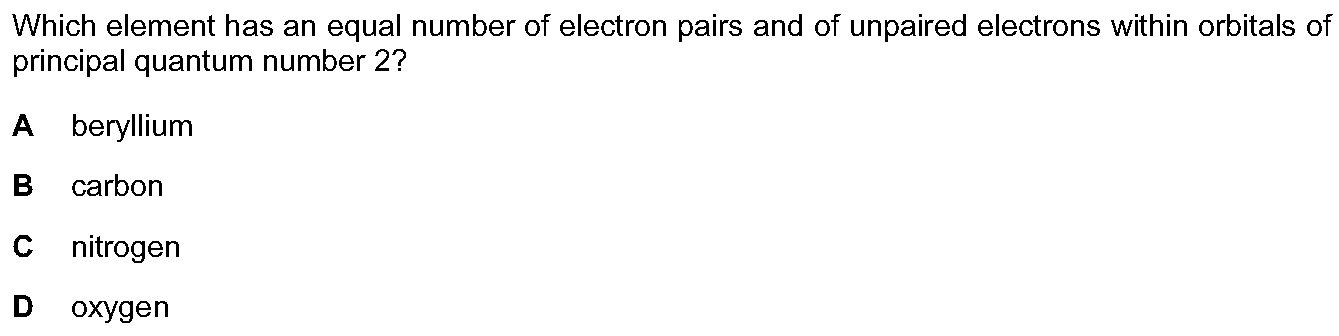 Which element has an equal number of electron pairs and of unpaired electrons within orbitals of
principal quantum number 2?
A beryllium
B carbon
C nitrogen
D oxygen